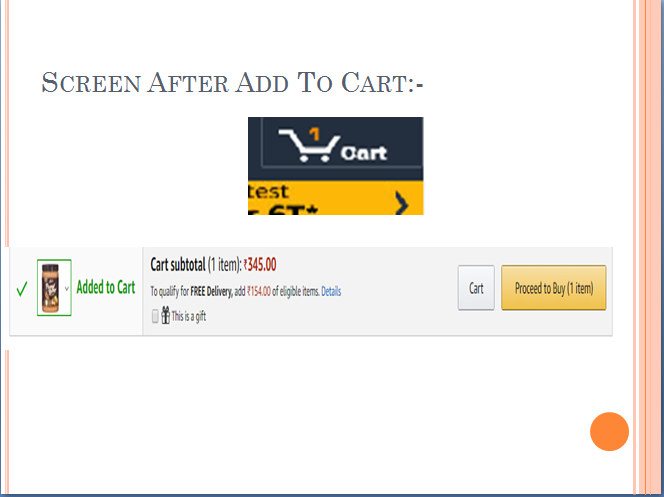 SCREEN AFTER ADD TO CART:-
1
Cart
test
6T*
Added to Cart
Cart subtotal (1 item): ₹345.00
To qualify for FREE Delivery, add ₹154.00 of eligible items. Details
This is a gift
Cart
Proceed to Buy (1 item)